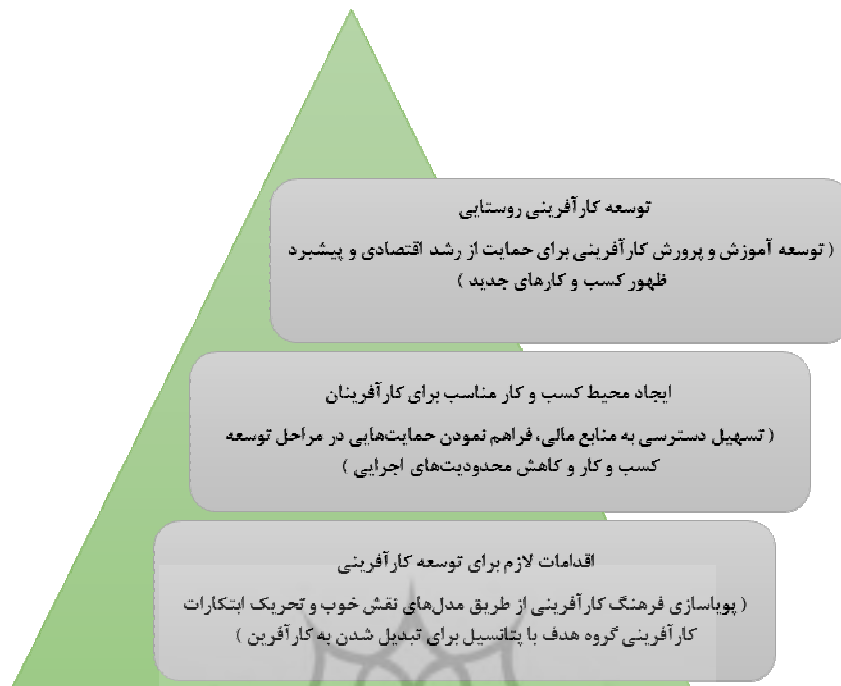 توسعه کارآفرینی روستایی
( توسعه آموزش و پرورش کارآفرینی برای حمایت از رشد اقتصادی و پیشبرد
ظهور کسب و کارهای جدید )
ایجاد محیط کسب و کار مناسب برای کارآفرینان
( تسهیل دسترسی به منابع مالی، فراهم نمودن حمایت‌هایی در مراحل توسعه
کسب و کار و کاهش محدودیت‌های اجرایی )
اقدامات لازم برای توسعه کارآفرینی
( پویاسازی فرهنگ کارآفرینی از طریق مدل‌های نقش خوب و تحریک ابتکارات
کارآفرینی گروه هدف با پتانسیل برای تبدیل شدن به کارآفرین )